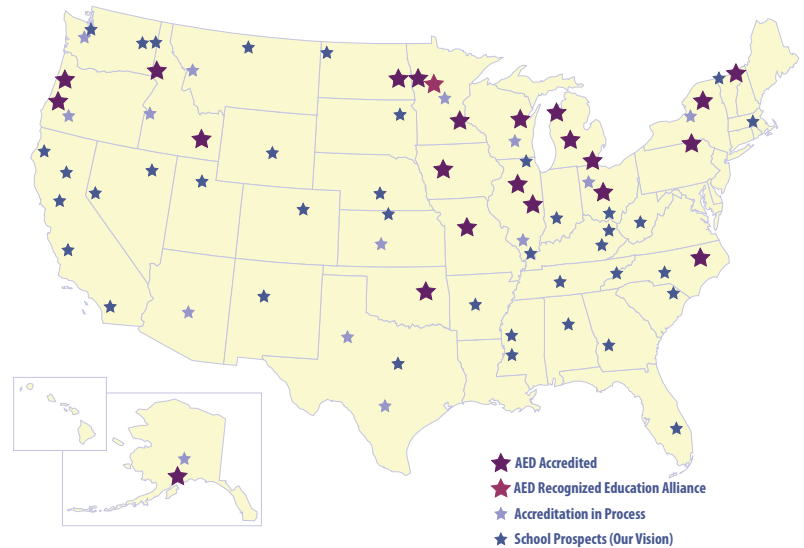 AED Accredited
AED Recognized Education Alliance
Accreditation in Process
School Prospects (Our Vision)